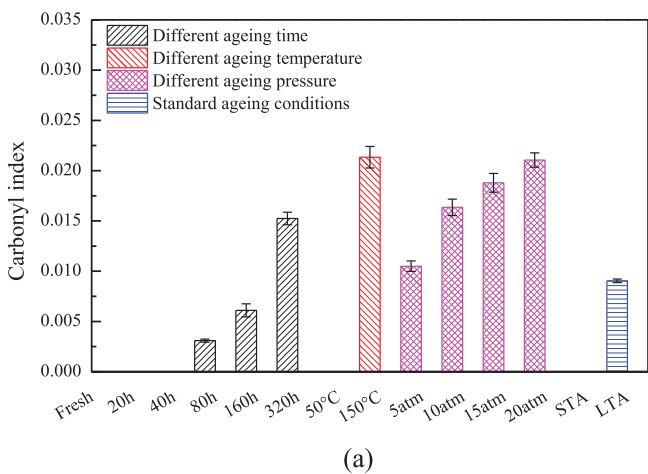 0.035
0.030
0.025
0.020
0.015
0.010
0.005
0.000
Carbonyl index
Different ageing time
Different ageing temperature
Different ageing pressure
Standard ageing conditions
Fresh 20h 40h 80h 160h 320h 50°C 150°C 5atm 10atm 15atm 20atm STA LTA
(a)